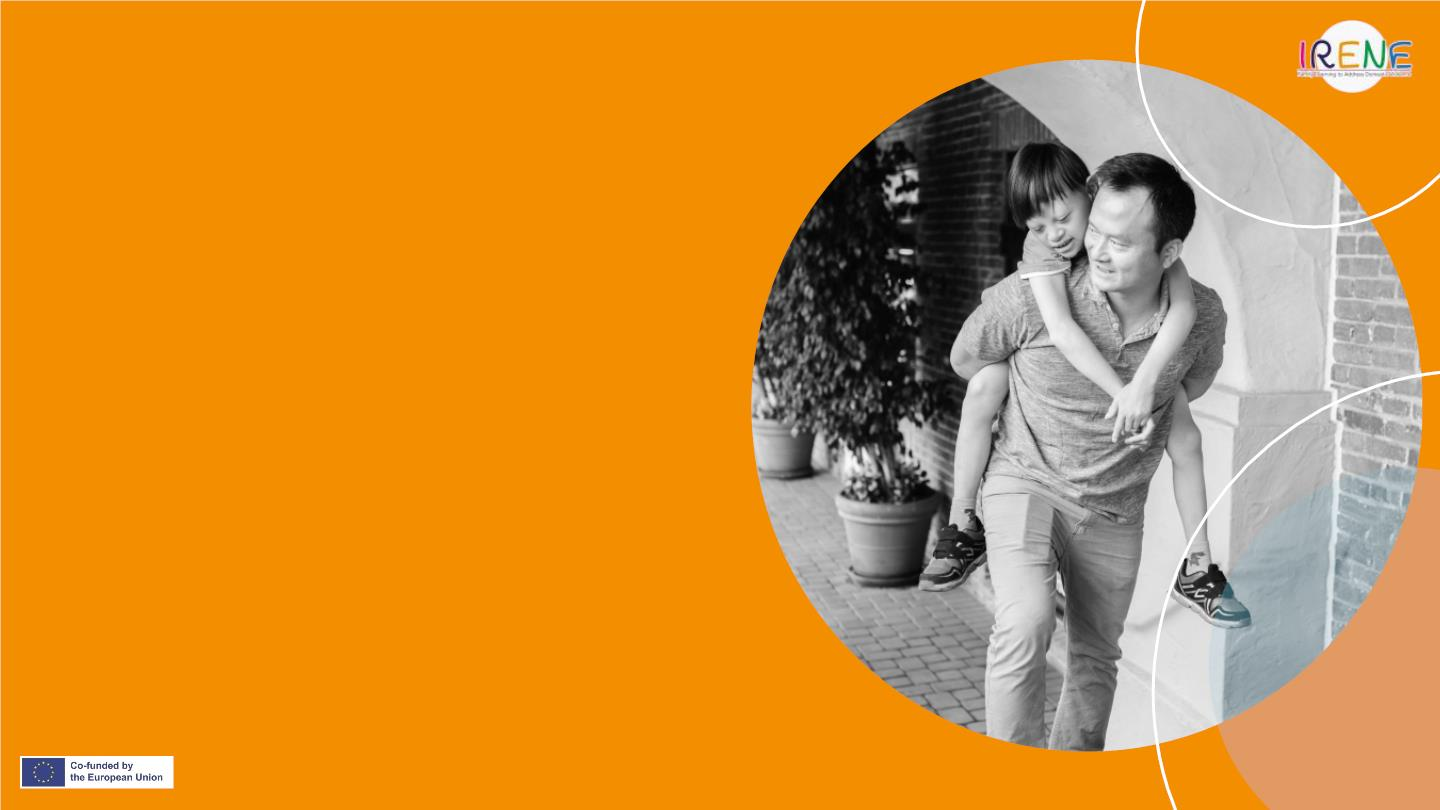 IRENE
Co-funded by
the European Union